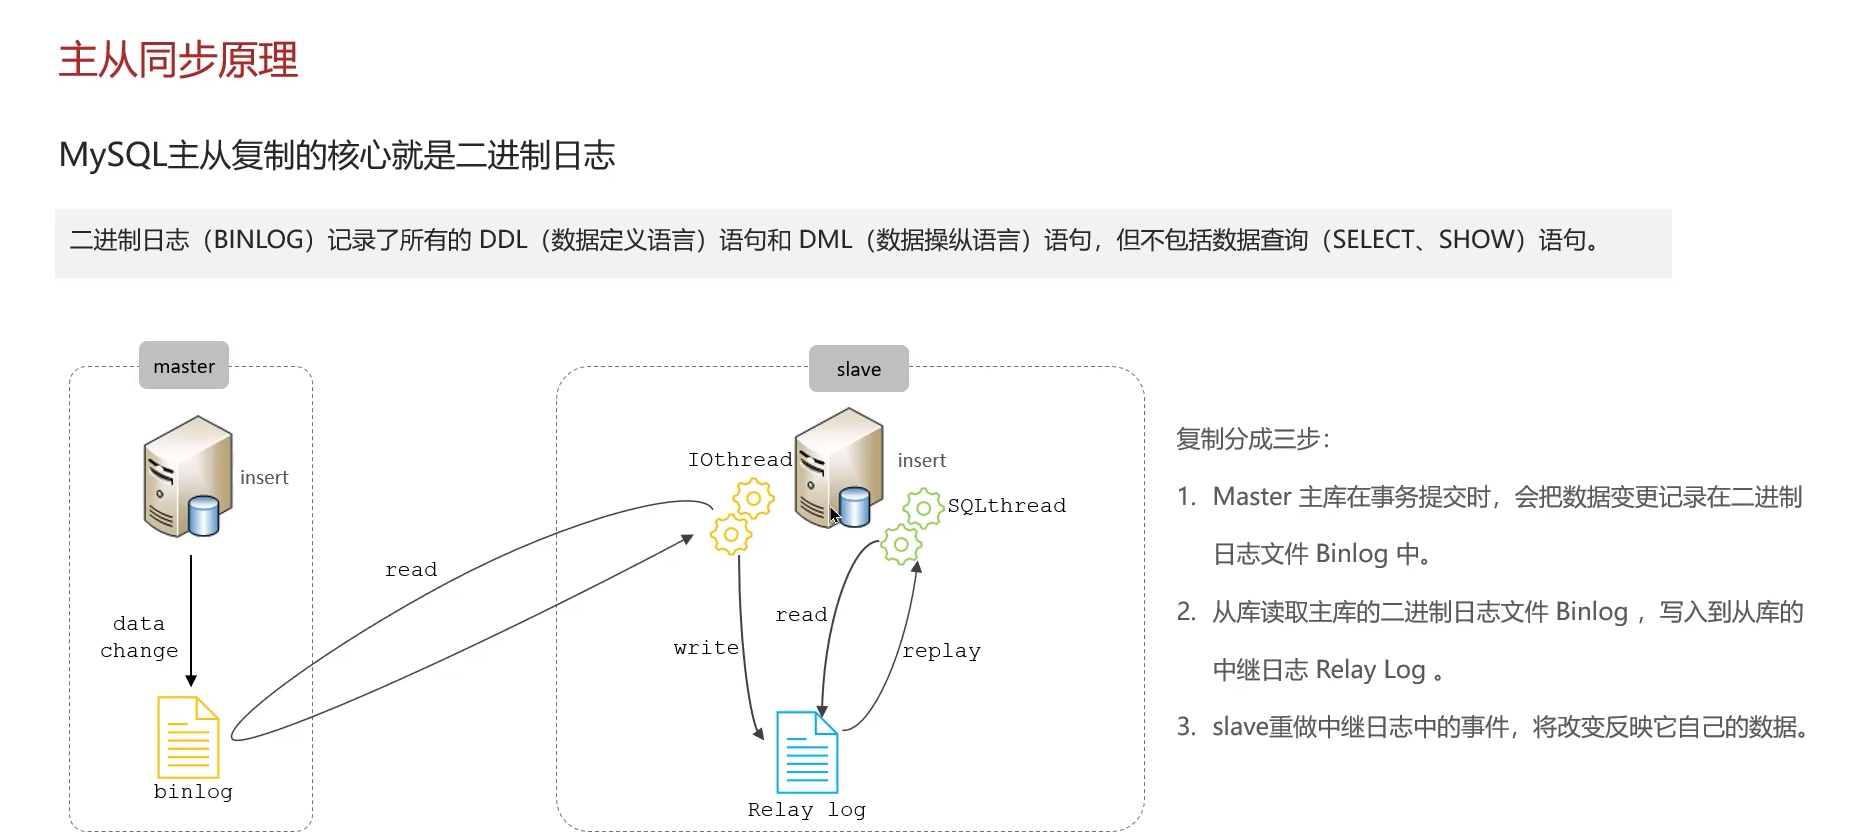 主从同步原理
MySQL主从复制的核心就是二进制日志
二进制日志（BINLOG）记录了所有的 DDL（数据定义语言）语句和 DML（数据操纵语言）语句，但不包括数据查询（SELECT、SHOW）语句。
master
insert
data
change
binlog
read
slave
IOthread
insert
SQLthread
write
read
replay
Relay log
复制分成三步：
1. Master 主库在事务提交时，会把数据变更记录在二进制
日志文件 Binlog 中。
2. 从库读取主库的二进制日志文件 Binlog ，写入到从库的
中继日志 Relay Log 。
3. slave重做中继日志中的事件，将改变反映它自己的数据。